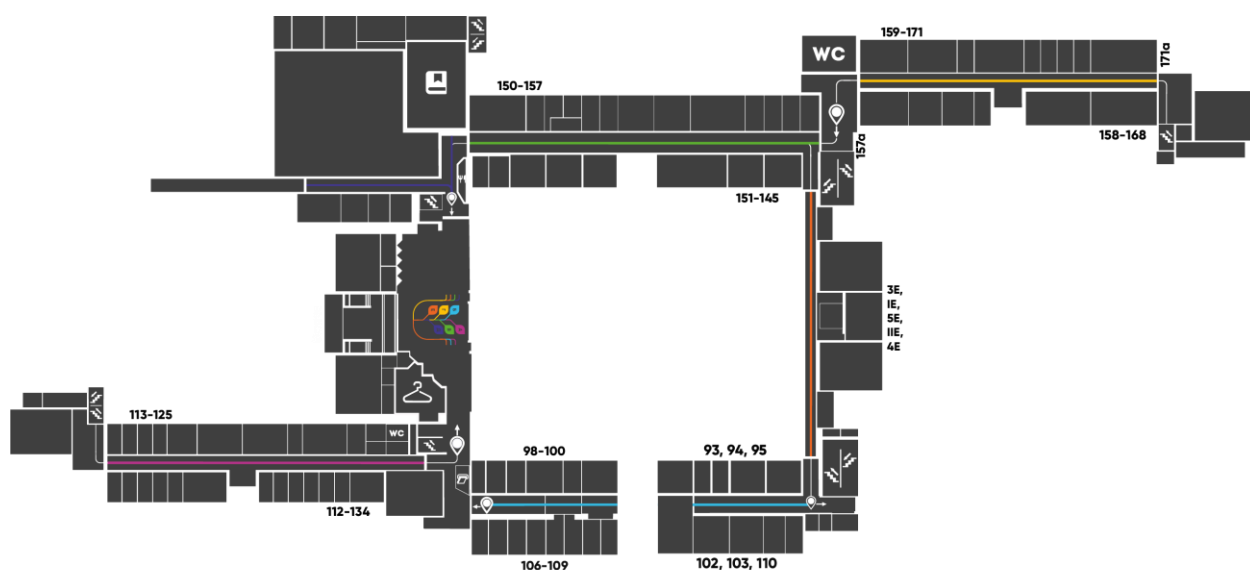 159-171
WC
171a
150-157
157a
158-168
151-145
3E,
IE,
5E,
IIE,
4E
113-125
WC
98-100
93, 94, 95
112-134
106-109
102, 103, 110